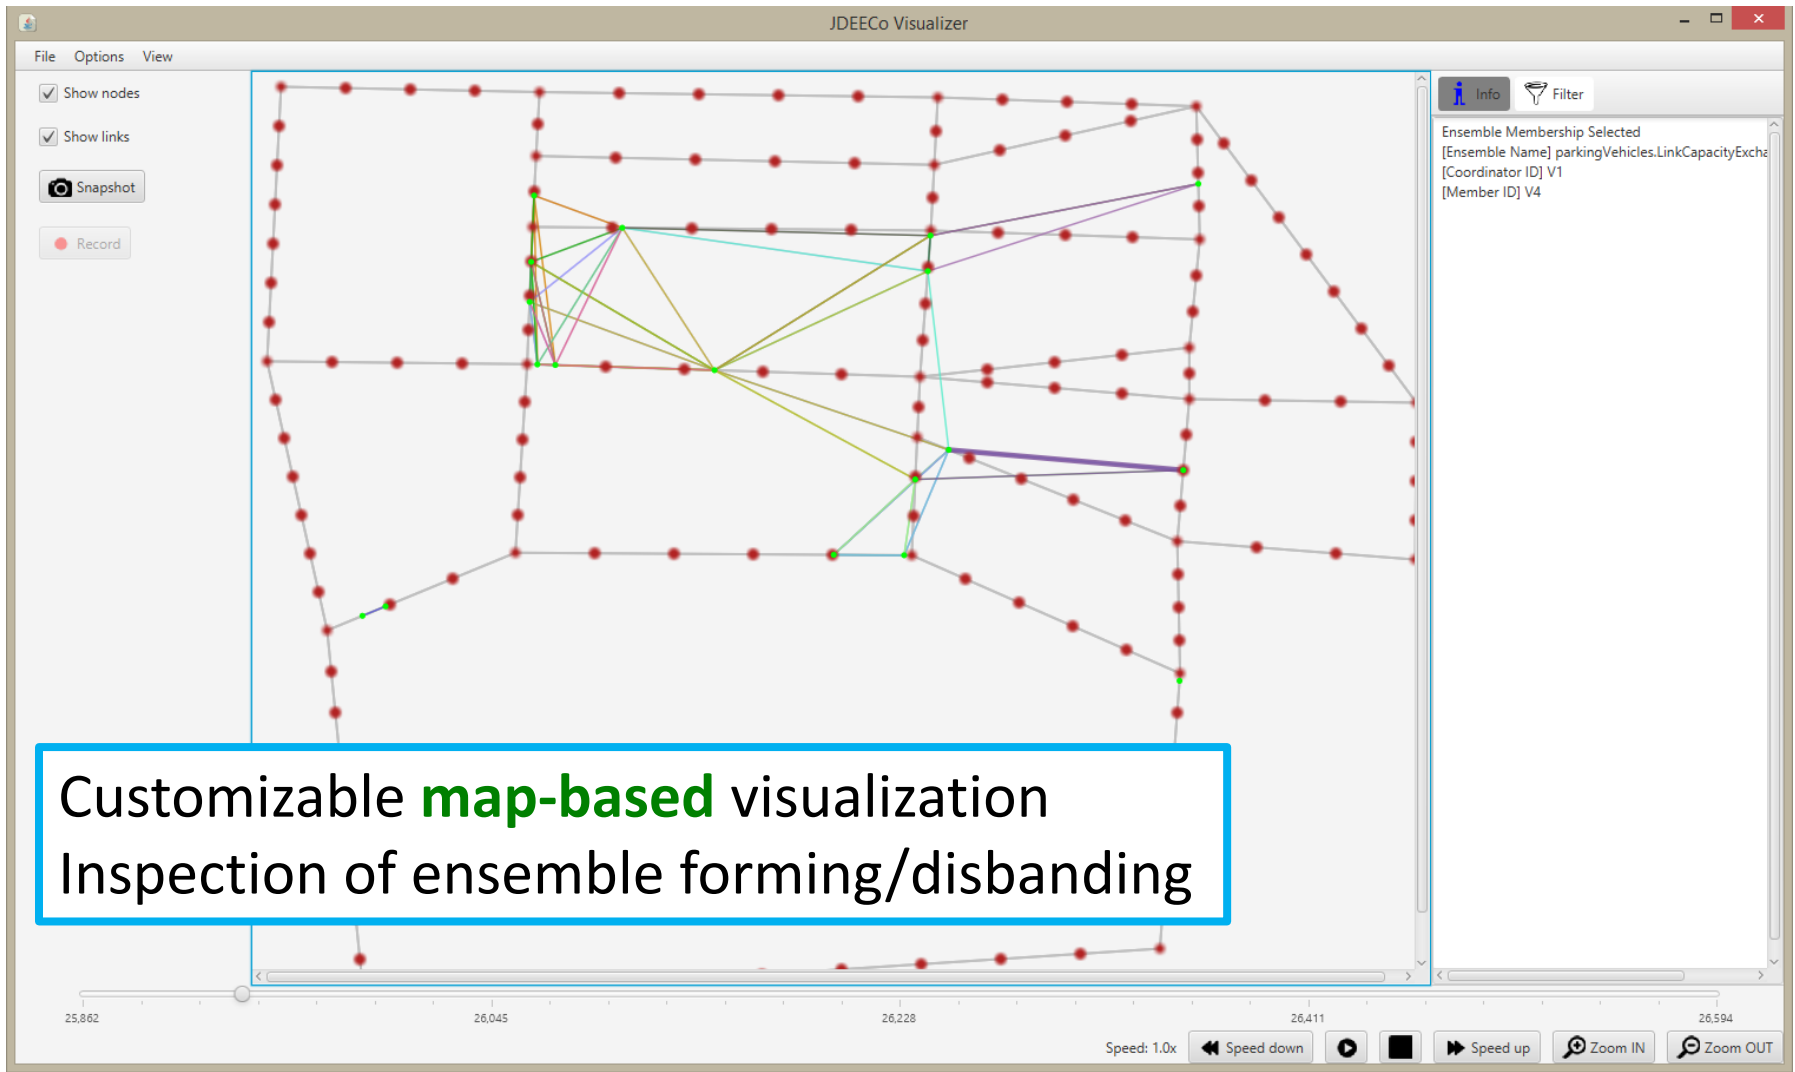 JDEECo Visualizer
File Options View
Show nodes
Show links
Snapshot
Record
Info Filter
Ensemble Membership Selected
[Ensemble Name] parkingVehicles.LinkCapacityExcha
[Coordinator ID] V1
[Member ID] V4
Customizable map-based visualization
Inspection of ensemble forming/disbanding
25,862 26,045 26,228 26,411 26,594
Speed: 1.0x Speed down Speed up Zoom IN Zoom OUT